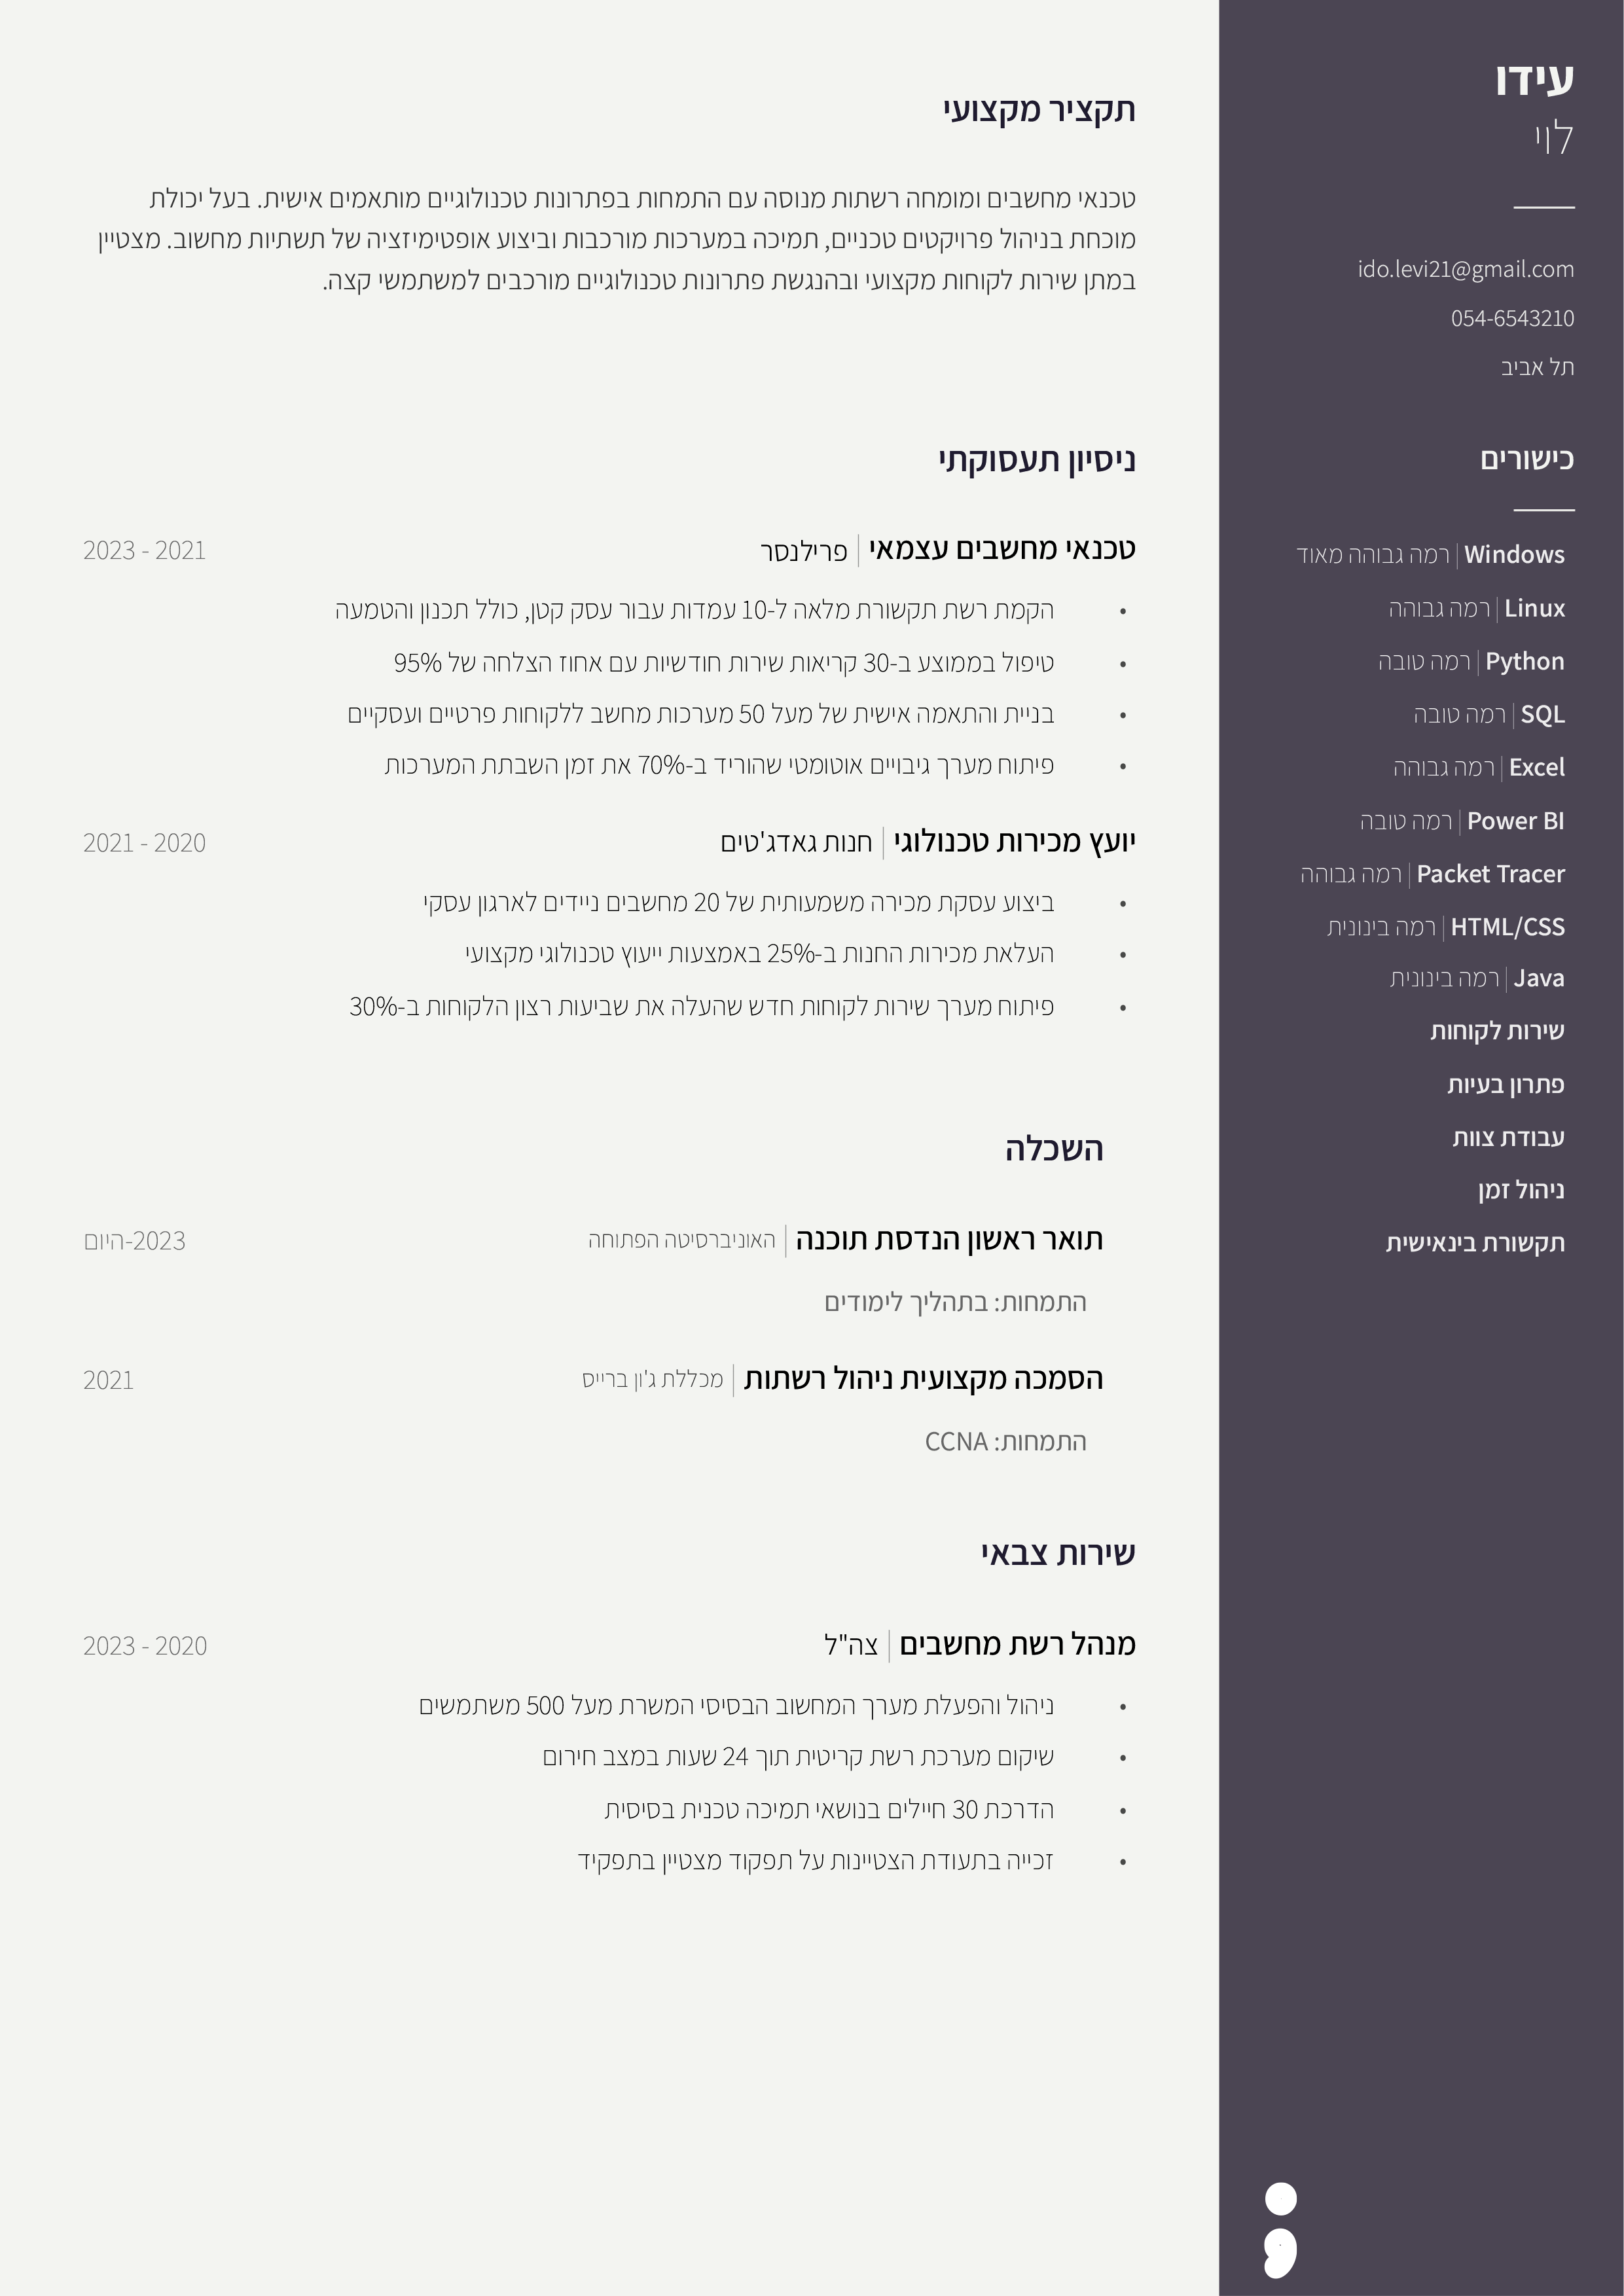 עידו
לוי
ido.levi21@gmail.com
054-6543210
תל אביב
כישורים
Windows | רמה גבוהה מאוד
Linux | רמה גבוהה
Python | רמה טובה
SQL | רמה טובה
Excel | רמה גבוהה
Power BI | רמה טובה
Packet Tracer | רמה גבוהה
HTML/CSS | רמה בינונית
Java | רמה בינונית
שירות לקוחות
פתרון בעיות
עבודת צוות
ניהול זמן
תקשורת בינאישית
תקציר מקצועי
טכנאי מחשבים ומומחה רשתות מנוסה עם התמחות בפתרונות טכנולוגיים מותאמים אישית. בעל יכולת
מוכחת בניהול פרויקטים טכניים, תמיכה במערכות מורכבות וביצוע אופטימיזציה של תשתיות מחשוב. מצטיין
במתן שירות לקוחות מקצועי ובהנגשת פתרונות טכנולוגיים מורכבים למשתמשי קצה.
ניסיון תעסוקתי
טכנאי מחשבים עצמאי | פרילנסר 2021 - 2023
• הקמת רשת תקשורת מלאה ל-10 עמדות עבור עסק קטן, כולל תכנון והטמעה
• טיפול בממוצע ב-30 קריאות שירות חודשיות עם אחוז הצלחה של 95%
• בניית והתאמה אישית של מעל 50 מערכות מחשב ללקוחות פרטיים ועסקיים
• פיתוח מערך גיבויים אוטומטי שהוריד ב-70% את זמן השבתת המערכות
יועץ מכירות טכנולוגי | חנות גאדג'טים 2020 - 2021
• ביצוע עסקת מכירה משמעותית של 20 מחשבים ניידים לארגון עסקי
• העלאת מכירות החנות ב-25% באמצעות ייעוץ טכנולוגי מקצועי
• פיתוח מערך שירות לקוחות חדש שהעלה את שביעות רצון הלקוחות ב-30%
השכלה
תואר ראשון הנדסת תוכנה | האוניברסיטה הפתוחה 2023-היום
התמחות: בתהליך לימודים
הסמכה מקצועית ניהול רשתות | מכללת ג'ון ברייס 2021
התמחות: CCNA
שירות צבאי
מנהל רשת מחשבים | צה"ל 2020 - 2023
• ניהול והפעלת מערך המחשוב הבסיסי המשרת מעל 500 משתמשים
• שיקום מערכת רשת קריטית תוך 24 שעות במצב חירום
• הדרכת 30 חיילים בנושאי תמיכה טכנית בסיסית
• זכייה בתעודת הצטיינות על תפקוד מצטיין בתפקיד